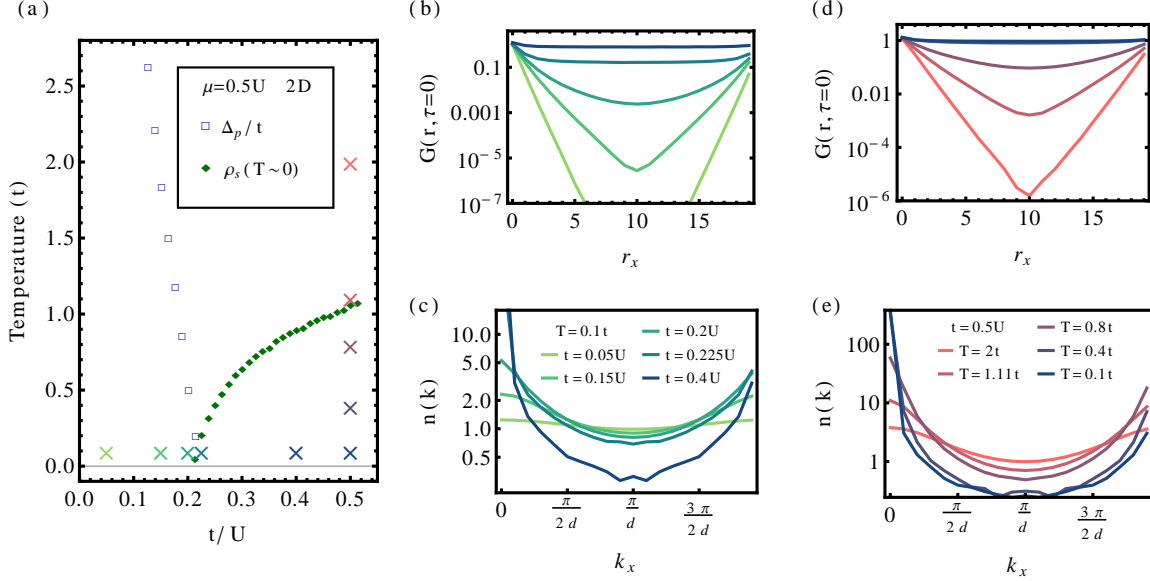 (a)
Temperature (t)
2.5
2.0
1.5
1.0
0.5
0.0
μ=0.5U 2D
Δp/t
ρs(T~0)
0.0 0.1 0.2 0.3 0.4 0.5
t/U
(b)
G(r,τ=0)
0.1
0.001
10−5
10−7
0 5 10 15
rx
(c)
n(k)
10.0
5.0
2.0
1.0
0.5
T=0.1t
t=0.05U
t=0.15U
t=0.2U
t=0.225U
t=0.4U
0 π/2d π/d 3π/2d
kx
(d)
G(r,τ=0)
1
0.1
0.01
10−4
10−6
0 5 10 15
rx
(e)
n(k)
100
10
1
t=0.5U
T=2t
T=1.11t
T=0.8t
T=0.4t
T=0.1t
0 π/2d π/d 3π/2d
kx